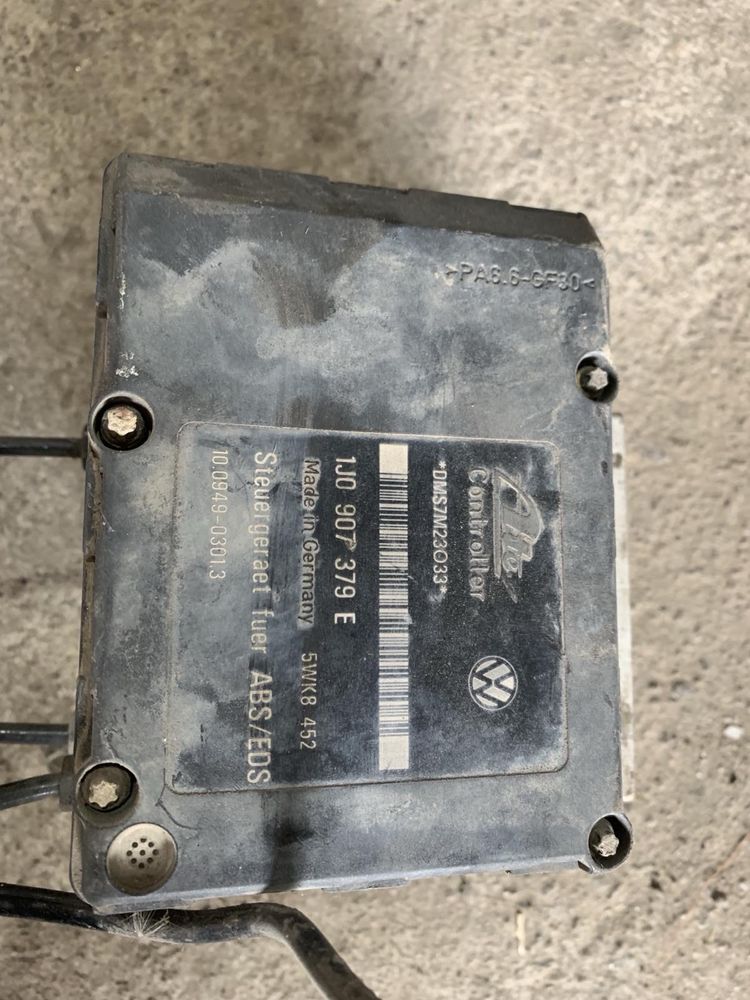 >PA6.6-GF30<
Ate
Controller
*DMS7M23O33*
1J0 907 379 E
Made in Germany 5WK8 452
Steuergeraet fuer ABS/EDS
10.0949-0301.3